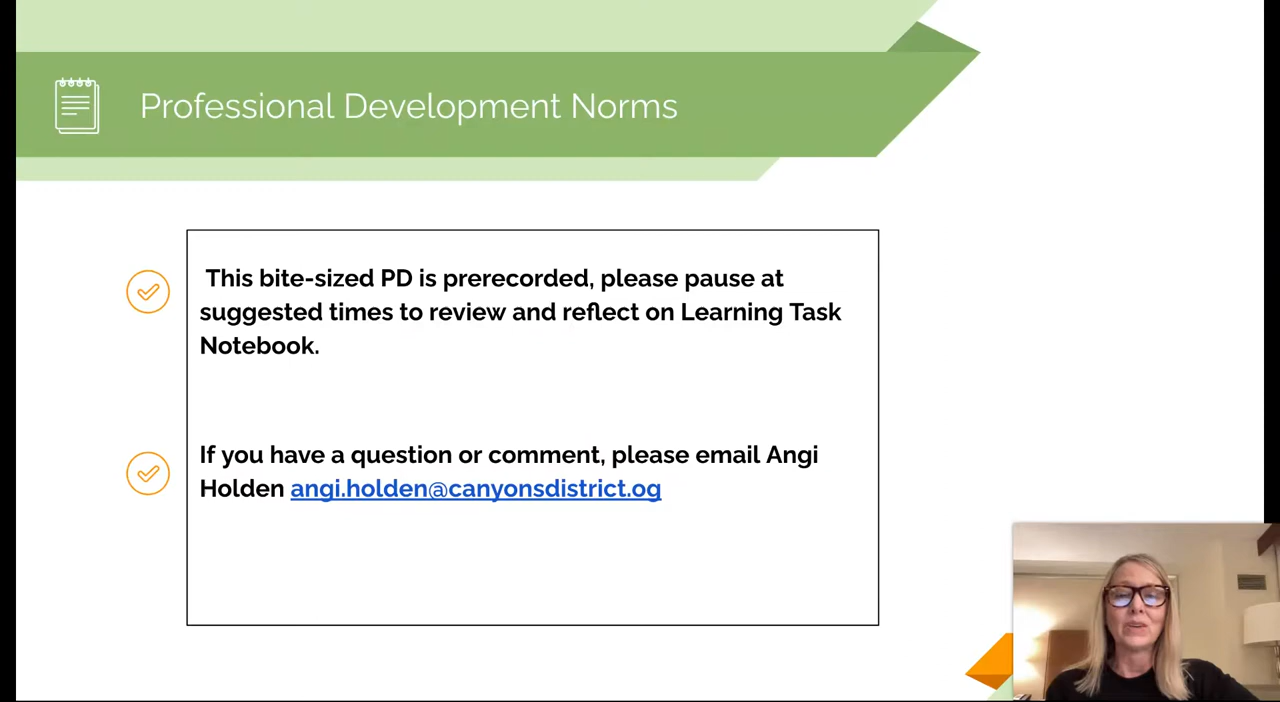 Professional Development Norms
This bite-sized PD is prerecorded, please pause at
suggested times to review and reflect on Learning Task
Notebook.
If you have a question or comment, please email Angi
Holden angi.holden@canyonsdistrict.og